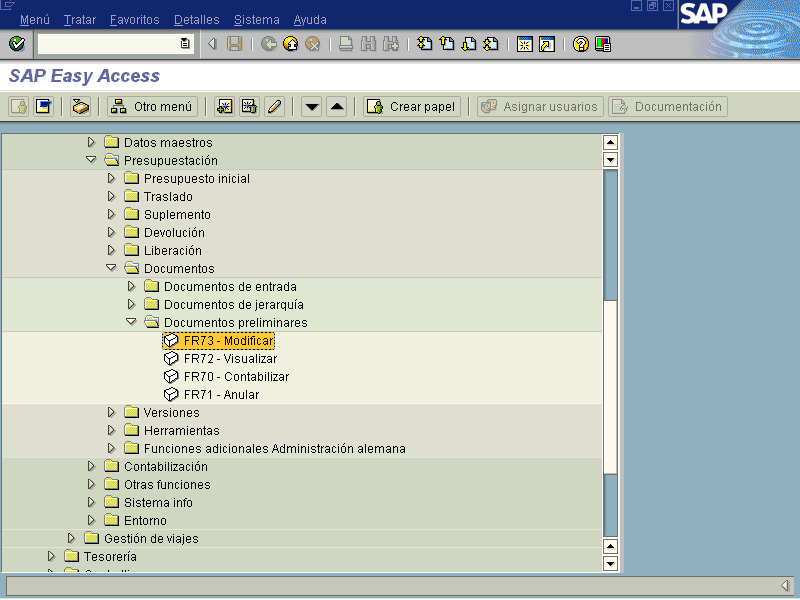 Menú Tratar Favoritos Detalles Sistema Ayuda
SAP
SAP Easy Access
Otro menú Crear papel Asignar usuarios Documentación
Datos maestros
Presupuestación
Presupuesto inicial
Traslado
Suplemento
Devolución
Liberación
Documentos
Documentos de entrada
Documentos de jerarquía
Documentos preliminares
FR73 - Modificar
FR72 - Visualizar
FR70 - Contabilizar
FR71 - Anular
Versiones
Herramientas
Funciones adicionales Administración alemana
Contabilización
Otras funciones
Sistema info
Entorno
Gestión de viajes
Tesorería